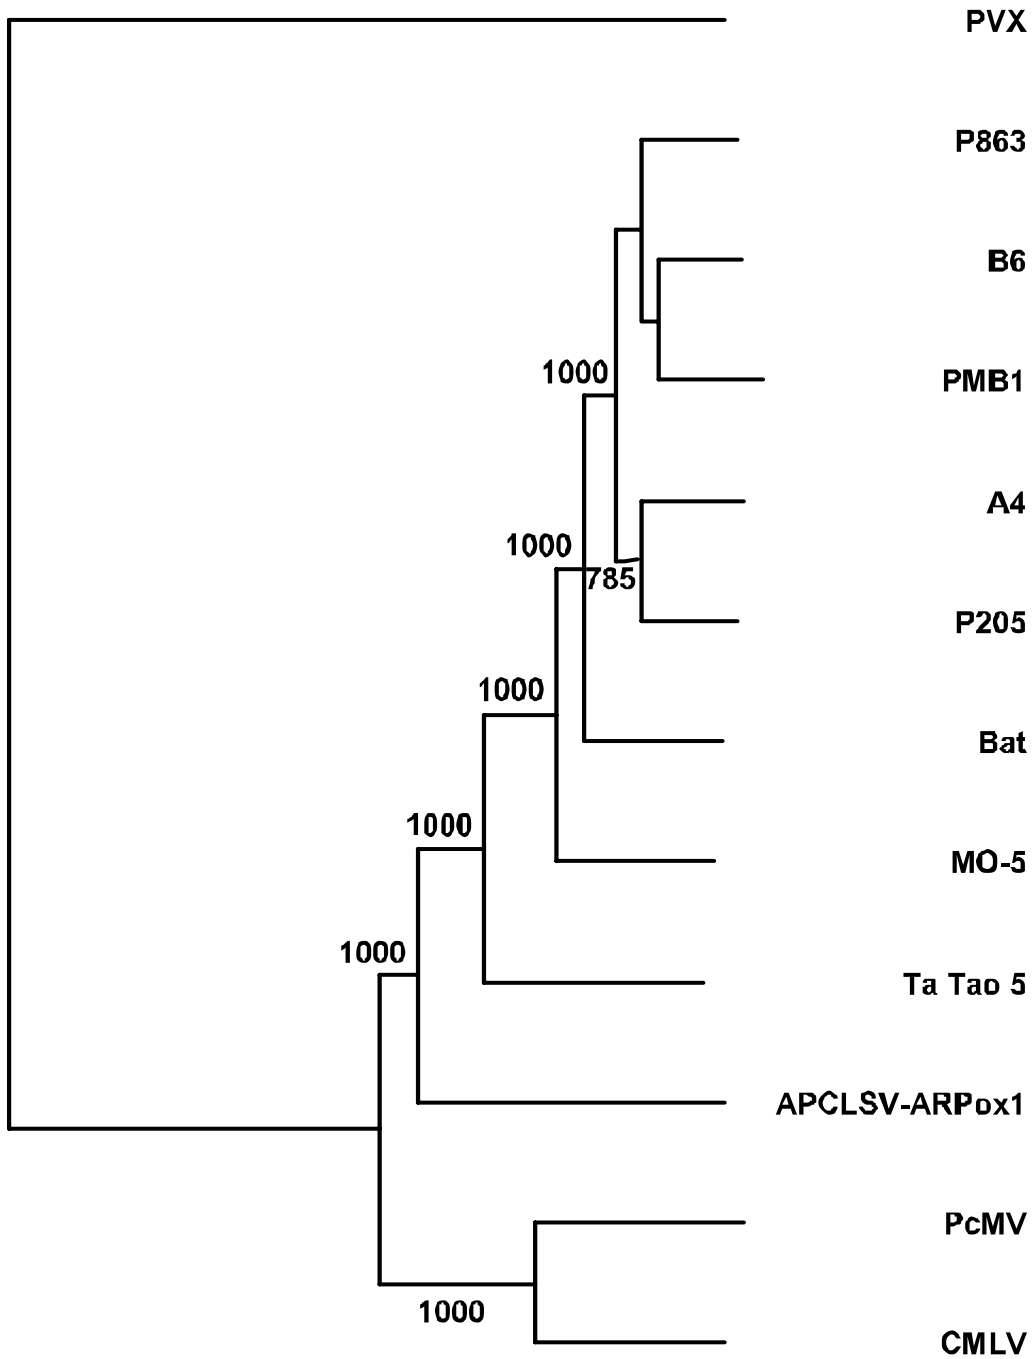 PVX
P863
B6
1000
PMB1
A4
1000
785
P205
1000
Bat
1000
MO-5
1000
Ta Tao 5
APCLSV-ARPox1
PcMV
1000
CMLV